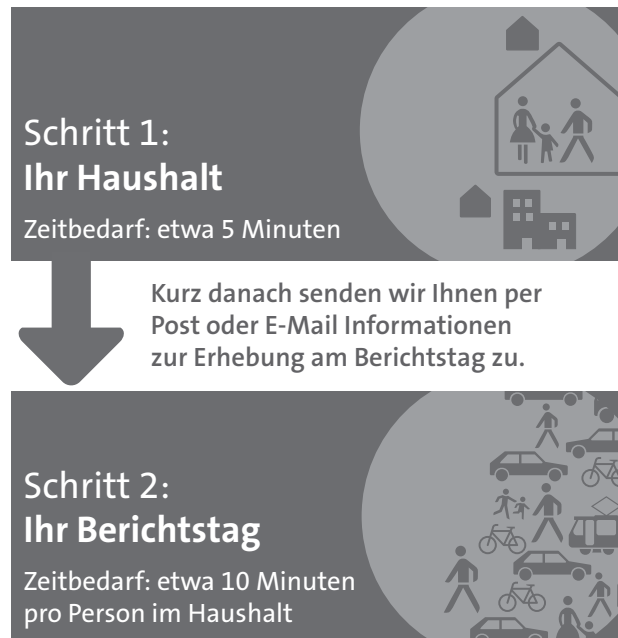 Schritt 1:
Ihr Haushalt
Zeitbedarf: etwa 5 Minuten
Kurz danach senden wir Ihnen per
Post oder E-Mail Informationen
zur Erhebung am Berichtstag zu.
Schritt 2:
Ihr Berichtstag
Zeitbedarf: etwa 10 Minuten
pro Person im Haushalt